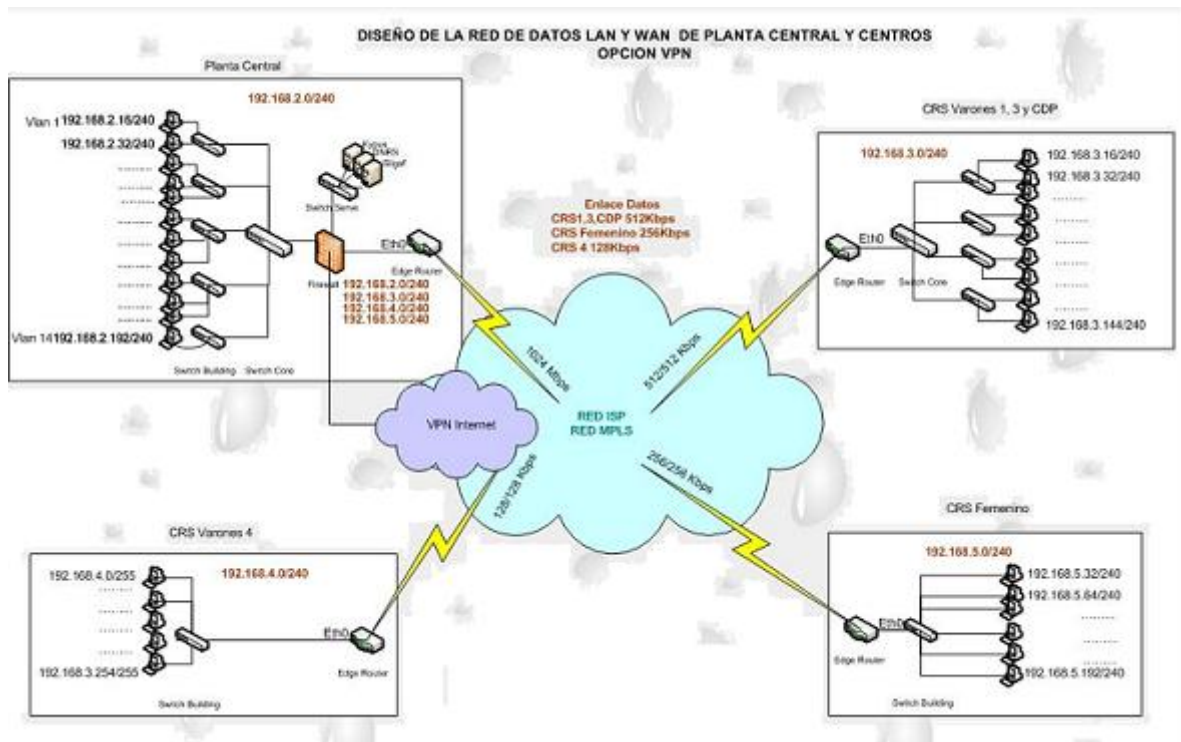 DISEÑO DE LA RED DE DATOS LAN Y WAN DE PLANTA CENTRAL Y CENTROS
OPCION VPN
Planta Central
192.168.2.0/240
Vlan 1 192.168.2.16/240
192.168.2.32/240
Switch
Eth0
Edge Router
192.168.2.0/240
192.168.3.0/240
192.168.4.0/240
192.168.5.0/240
Vlan 14 192.168.2.192/240
Switch Building Switch Core
Enlace Datos
CRS1,3,CDP 512Kbps
CRS Femenino 256Kbps
CRS 4 128Kbps
CRS Varones 1, 3 y CDP
192.168.3.0/240
192.168.3.16/240
192.168.3.32/240
Eth0
Edge Router
Switch Core
192.168.3.144/240
1024 Mbps
512/512 Kbps
RED ISP
RED MPLS
VPN Internet
128/128 Kbps
256/256 Kbps
CRS Varones 4
192.168.4.0/255
192.168.4.0/240
Eth0
192.168.3.254/255
Edge Router
Switch Building
CRS Femenino
192.168.5.0/240
192.168.5.32/240
192.168.5.64/240
Eth0
Edge Router
192.168.5.192/240
Switch Building